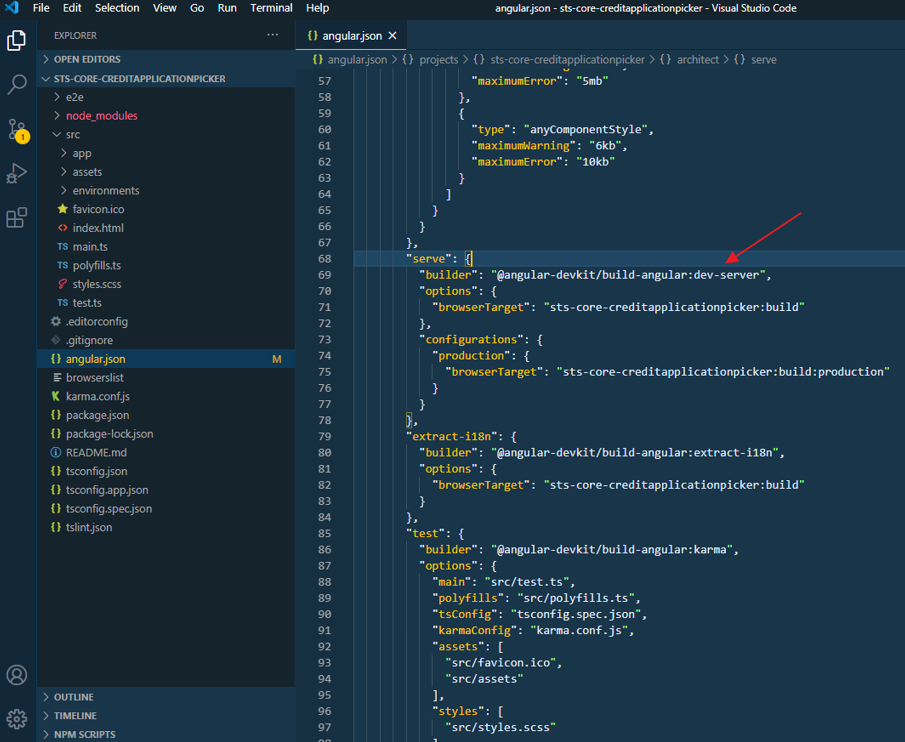 File Edit Selection View Go Run Terminal Help
angular.json - sts-core-creditapplicationpicker - Visual Studio Code
EXPLORER
OPEN EDITORS
STS-CORE-CREDITAPPLICATIONPICKER
e2e
node_modules
src
app
assets
environments
favicon.ico
index.html
TS main.ts
TS polyfills.ts
styles.scss
TS test.ts
.editorconfig
.gitignore
{} angular.json M
browserslist
karma.conf.js
{} package.json
{} package-lock.json
README.md
{} tsconfig.json
{} tsconfig.app.json
{} tsconfig.spec.json
{} tslint.json
OUTLINE
TIMELINE
NPM SCRIPTS
1
{} angular.json ×
{} angular.json > {} projects > {} sts-core-creditapplicationpicker > {} architect > {} serve
57 "maximumError": "5mb"
58 },
59 {
60 "type": "anyComponentStyle",
61 "maximumWarning": "6kb",
62 "maximumError": "10kb"
63 }
64 ]
65 }
66 }
67 },
68 "serve": {
69 "builder": "@angular-devkit/build-angular:dev-server",
70 "options": {
71 "browserTarget": "sts-core-creditapplicationpicker:build"
72 },
73 "configurations": {
74 "production": {
75 "browserTarget": "sts-core-creditapplicationpicker:build:production"
76 }
77 }
78 },
79 "extract-i18n": {
80 "builder": "@angular-devkit/build-angular:extract-i18n",
81 "options": {
82 "browserTarget": "sts-core-creditapplicationpicker:build"
83 }
84 },
85 "test": {
86 "builder": "@angular-devkit/build-angular:karma",
87 "options": {
88 "main": "src/test.ts",
89 "polyfills": "src/polyfills.ts",
90 "tsConfig": "tsconfig.spec.json",
91 "karmaConfig": "karma.conf.js",
92 "assets": [
93 "src/favicon.ico",
94 "src/assets"
95 ],
96 "styles": [
97 "src/styles.scss"